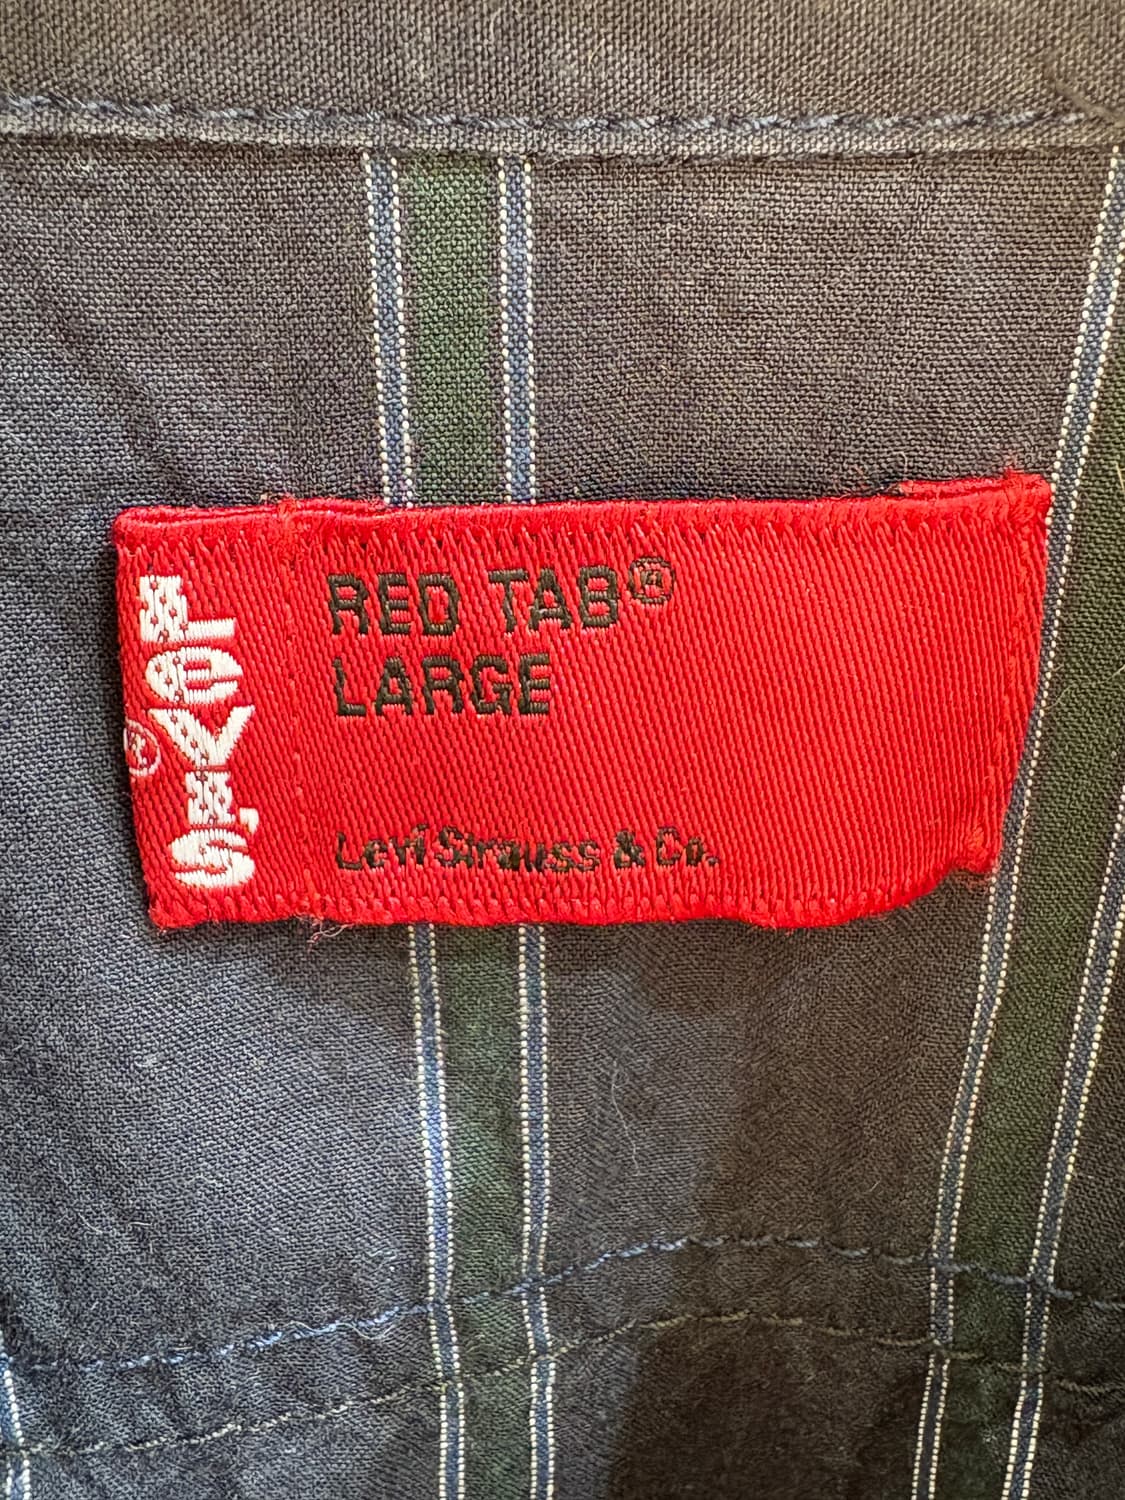 LEVI'S®
RED TAB®
LARGE
Levi Strauss & Co.